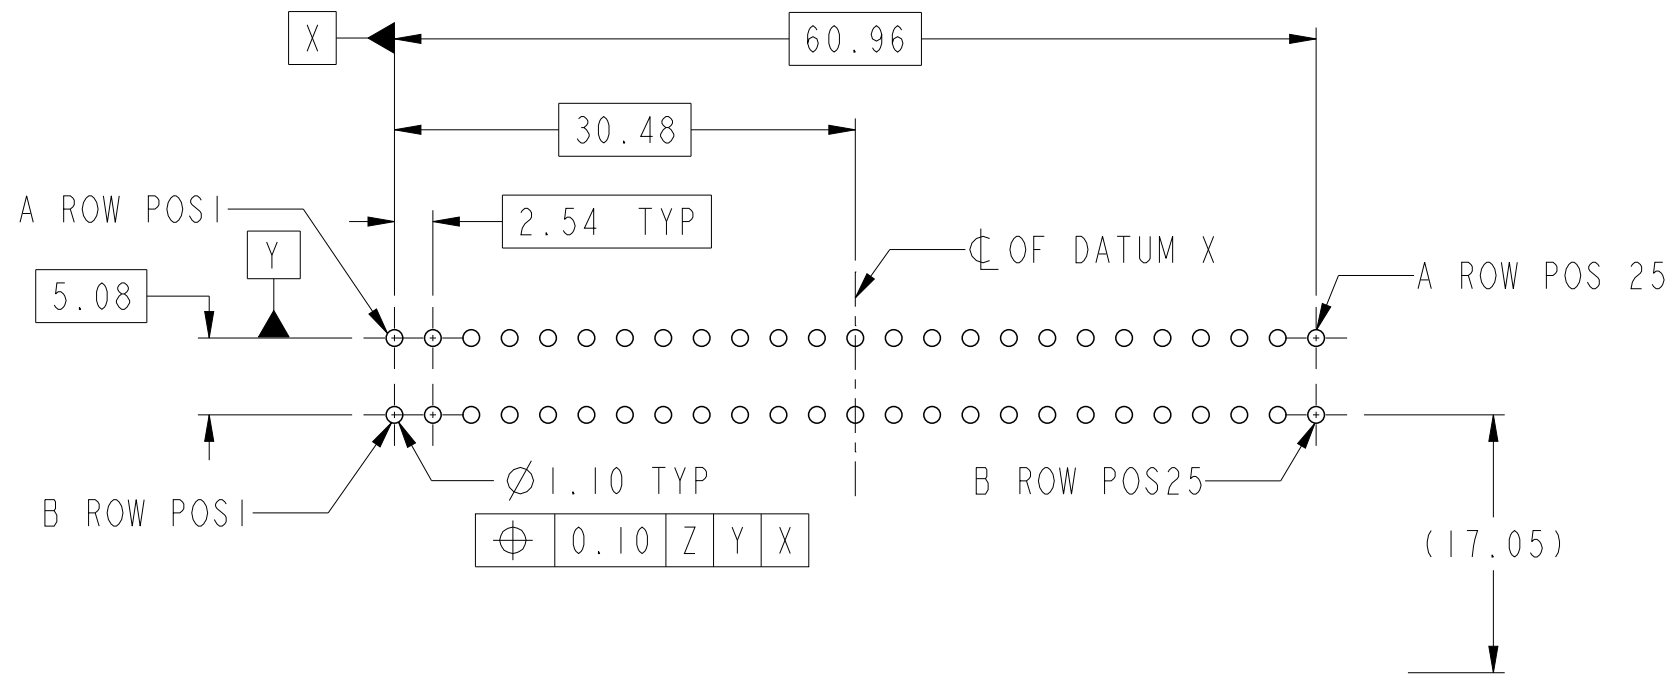 X
60.96
30.48
A ROW POS1
2.54 TYP
Y
℄ OF DATUM X
5.08
A ROW POS 25
⌀1.10 TYP
B ROW POS25
B ROW POS1
⌖ 0.10 Z Y X
(17.05)